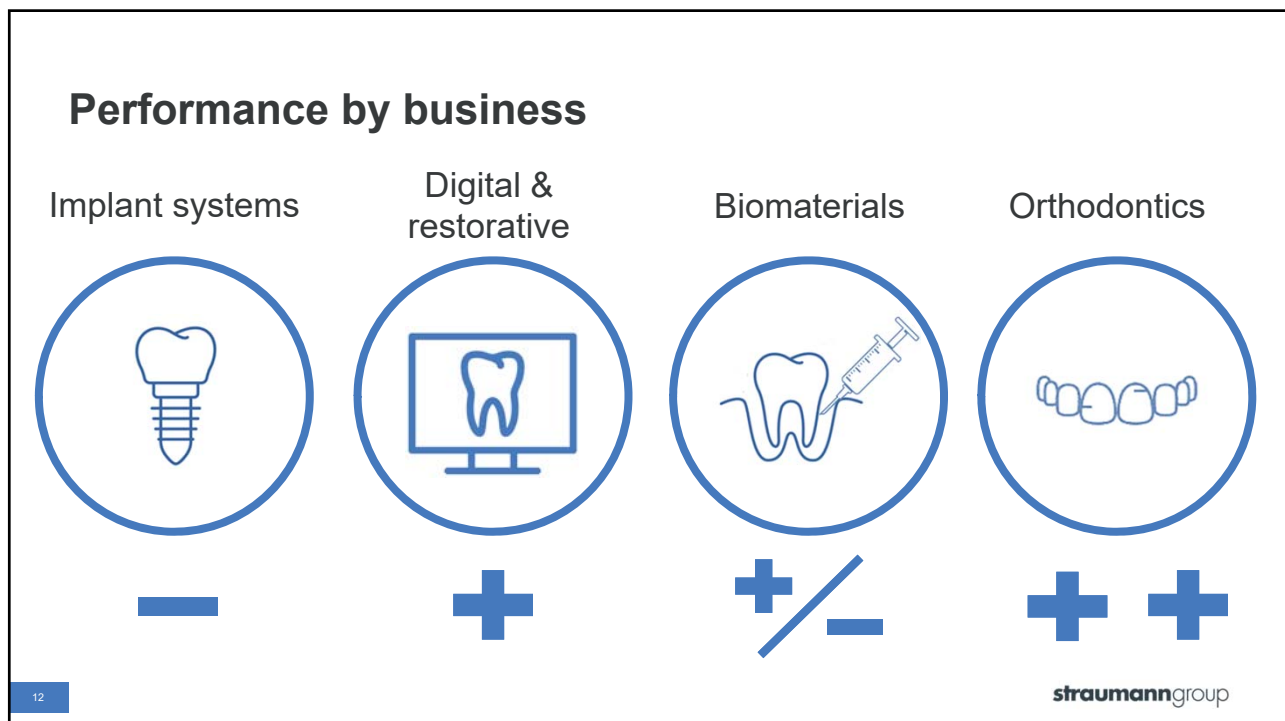 Performance by business
Implant systems
Digital &
restorative
Biomaterials
Orthodontics
12
straumanngroup